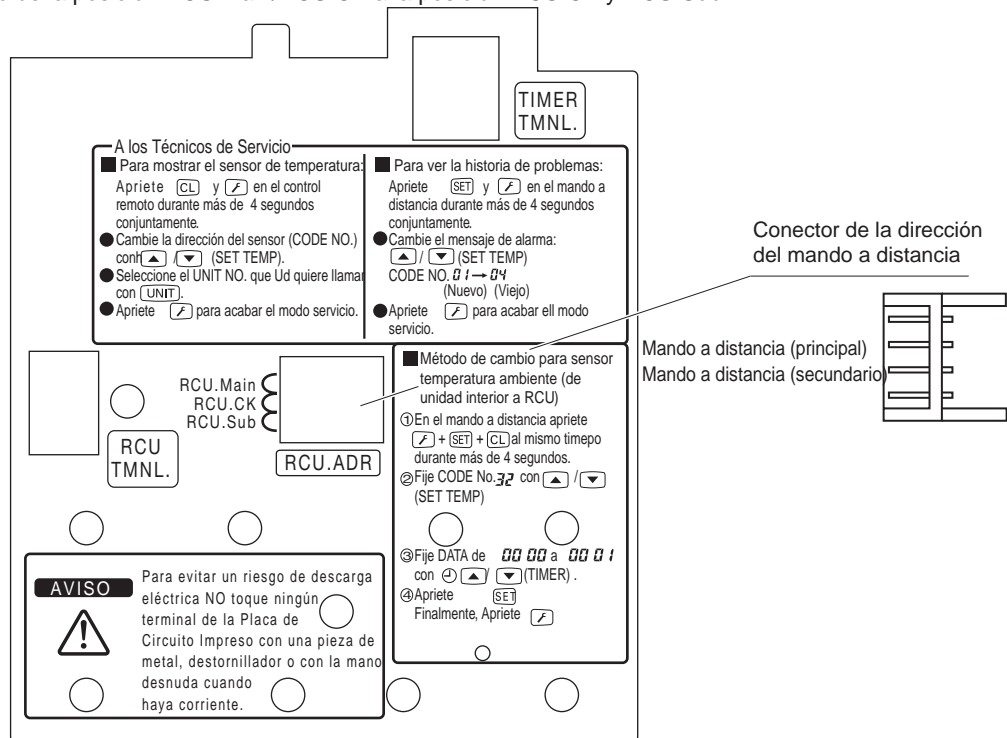 TIMER
TMNL.
A los Técnicos de Servicio
Para mostrar el sensor de temperatura:
Apriete CL y F en el control
remoto durante más de 4 segundos
conjuntamente.
Cambie la dirección del sensor (CODE NO.)
conh▲ /▼ (SET TEMP).
Seleccione el UNIT NO. que Ud quiere llamar
con UNIT.
Apriete F para acabar el modo servicio.
Para ver la historia de problemas:
Apriete SET y F en el mando a
distancia durante más de 4 segundos
conjuntamente.
Cambie el mensaje de alarma:
▲ / ▼ (SET TEMP)
CODE NO. 01→04
(Nuevo) (Viejo)
Apriete F para acabar ell modo
servicio.
Conector de la dirección
del mando a distancia
Mando a distancia (principal)
Mando a distancia (secundario)
RCU.Main
RCU.CK
RCU.Sub
RCU
TMNL.
RCU.ADR
Método de cambio para sensor
temperatura ambiente (de
unidad interior a RCU)
①En el mando a distancia apriete
F + SET + CL al mismo timepo
durante más de 4 segundos.
②Fije CODE No.32 con ▲ / ▼
(SET TEMP)
③Fije DATA de 00 00 a 00 01
con ▲/ ▼ (TIMER) .
④Apriete SET
Finalmente, Apriete F
AVISO
Para evitar un riesgo de descarga
eléctrica NO toque ningún
terminal de la Placa de
Circuito Impreso con una pieza de
metal, destornillador o con la mano
desnuda cuando
haya corriente.